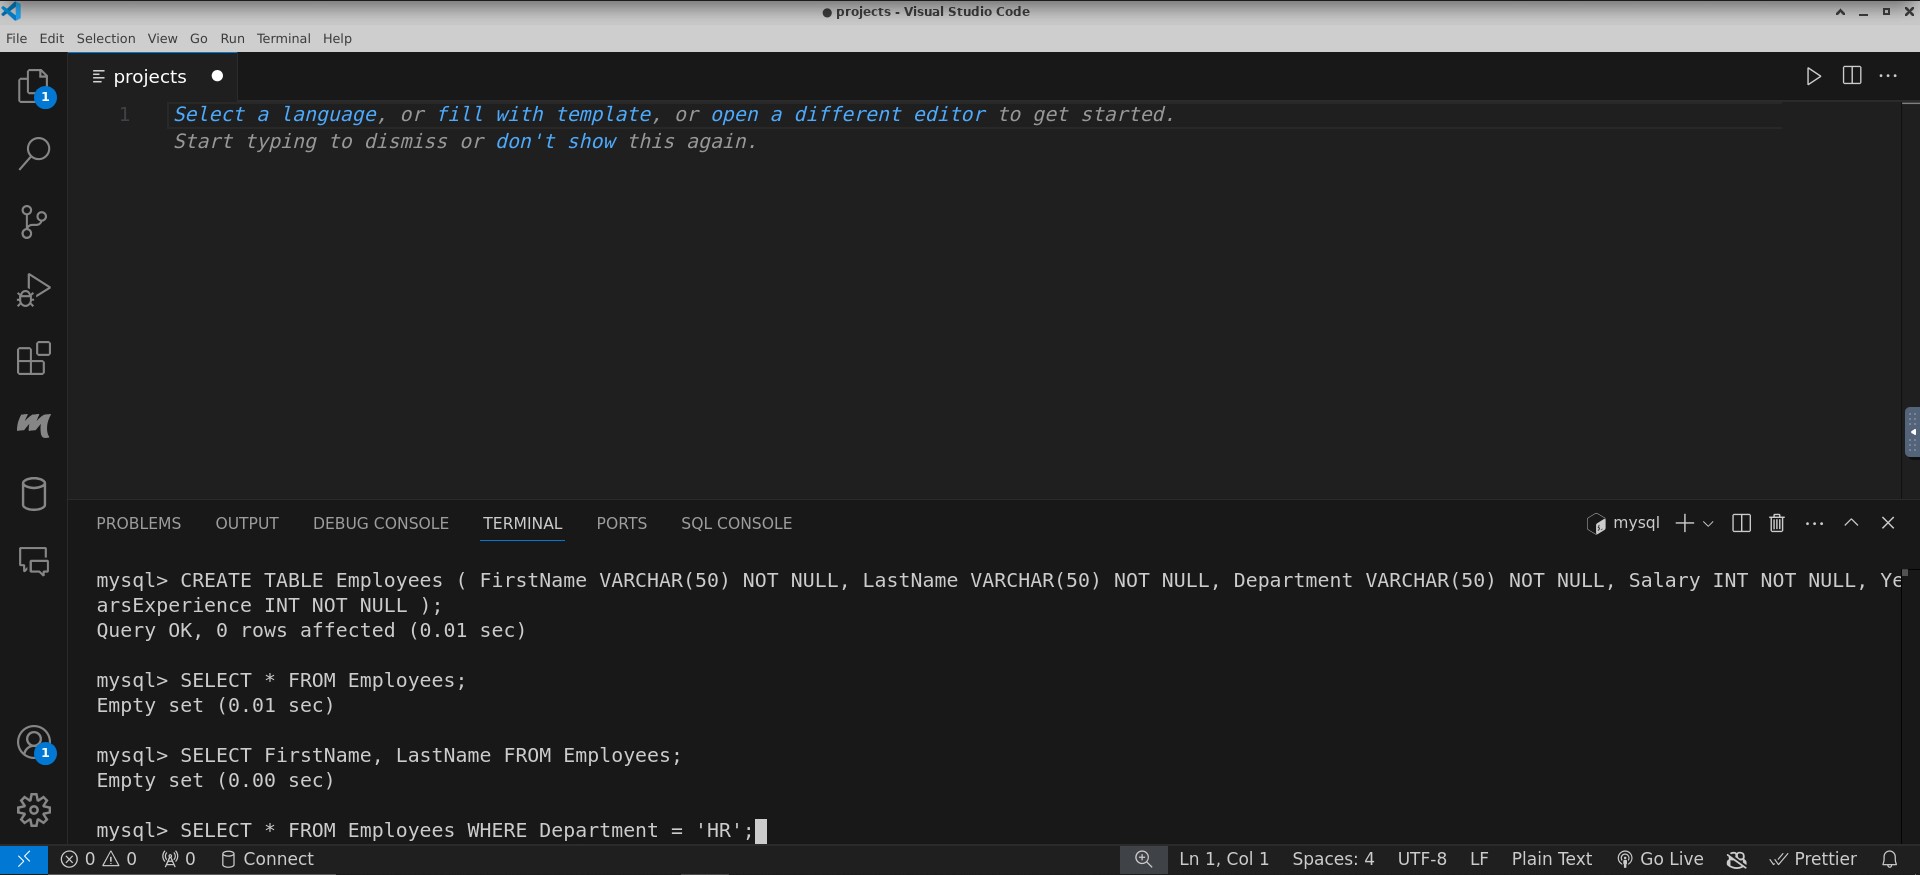 ● projects - Visual Studio Code
File Edit Selection View Go Run Terminal Help
1
projects
1 Select a language, or fill with template, or open a different editor to get started.
Start typing to dismiss or don't show this again.
PROBLEMS OUTPUT DEBUG CONSOLE TERMINAL PORTS SQL CONSOLE mysql
mysql> CREATE TABLE Employees ( FirstName VARCHAR(50) NOT NULL, LastName VARCHAR(50) NOT NULL, Department VARCHAR(50) NOT NULL, Salary INT NOT NULL, Ye
arsExperience INT NOT NULL );
Query OK, 0 rows affected (0.01 sec)
mysql> SELECT * FROM Employees;
Empty set (0.01 sec)
mysql> SELECT FirstName, LastName FROM Employees;
1
Empty set (0.00 sec)
mysql> SELECT * FROM Employees WHERE Department = 'HR';
0 0 0 Connect Ln 1, Col 1 Spaces: 4 UTF-8 LF Plain Text Go Live Prettier